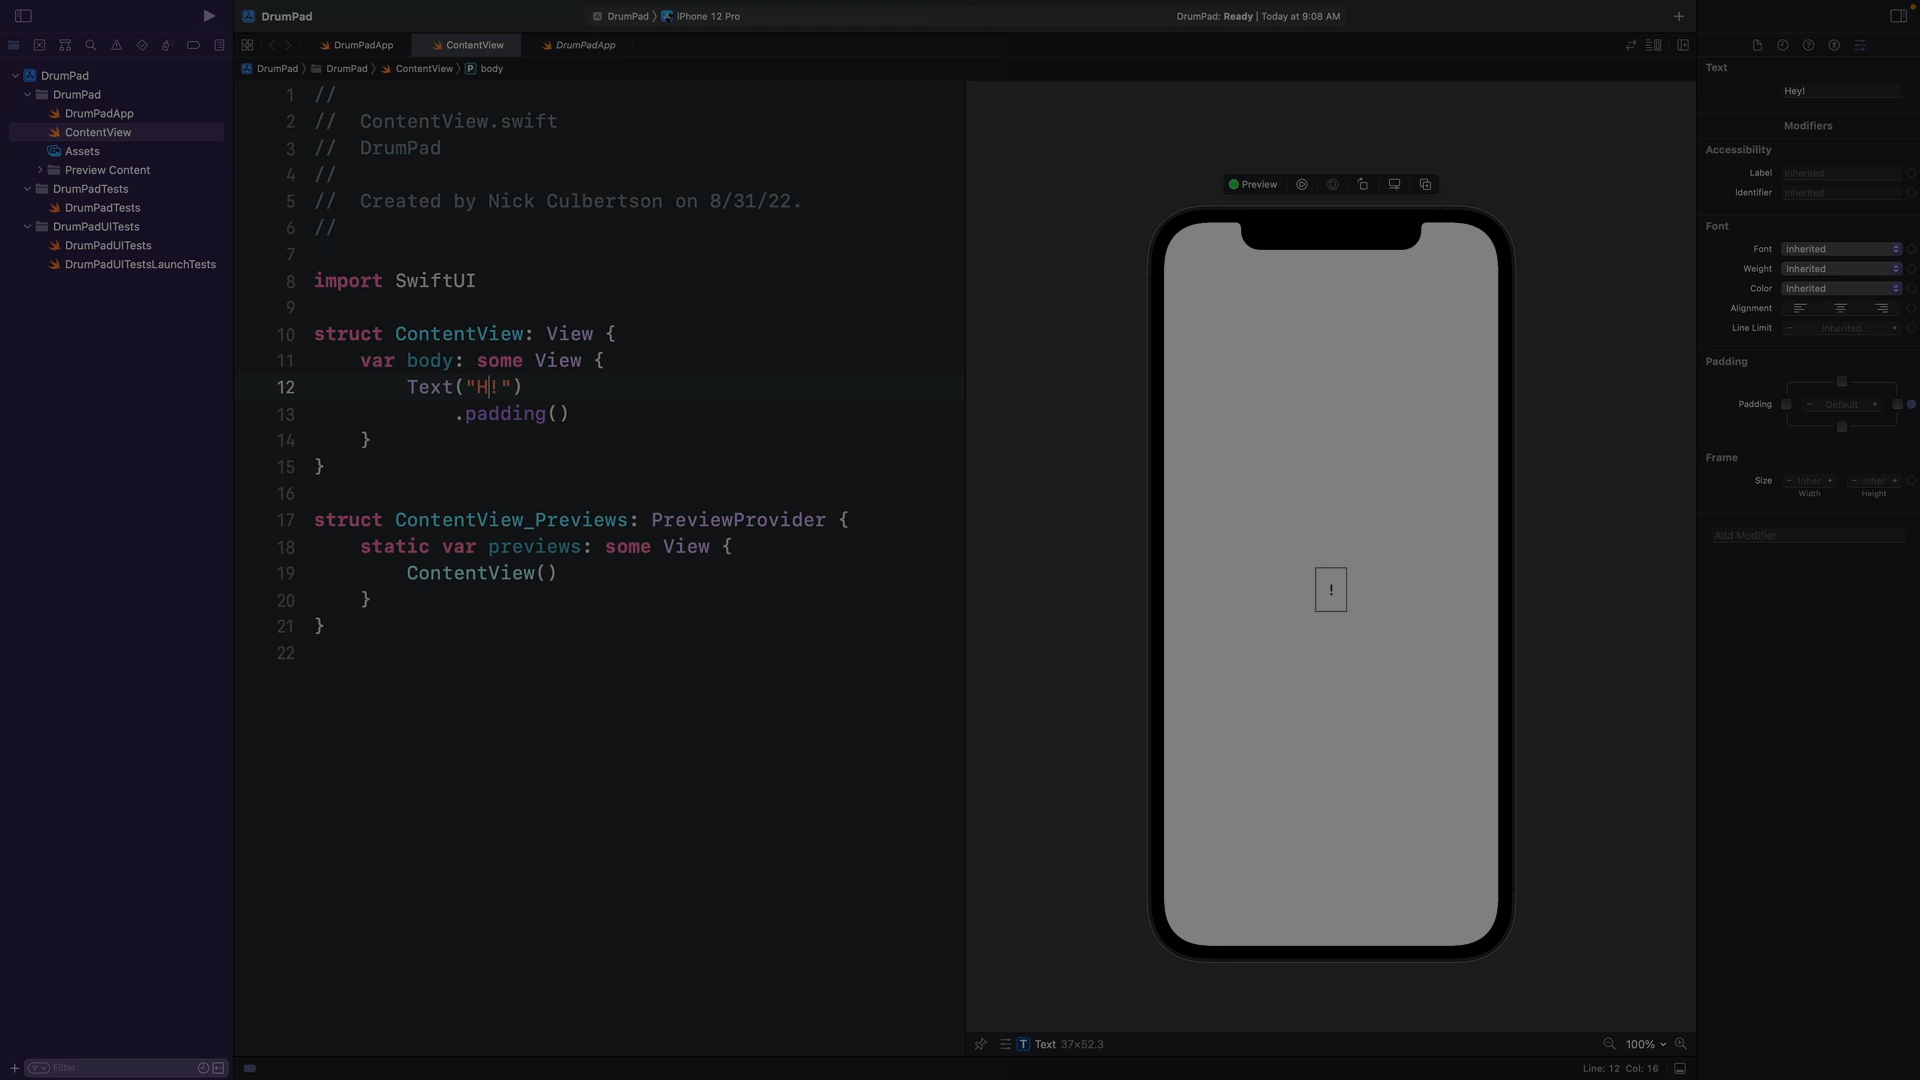 DrumPad
DrumPad 〉 iPhone 12 Pro
DrumPad: Ready | Today at 9:08 AM
DrumPadApp
ContentView
DrumPadApp
DrumPad 〉 DrumPad 〉 ContentView 〉 P body
DrumPad
DrumPad
DrumPadApp
ContentView
Assets
Preview Content
DrumPadTests
DrumPadTests
DrumPadUITests
DrumPadUITests
DrumPadUITestsLaunchTests
Filter
1 //
2 //  ContentView.swift
3 //  DrumPad
4 //
5 //  Created by Nick Culbertson on 8/31/22.
6 //
7
8 import SwiftUI
9
10 struct ContentView: View {
11     var body: some View {
12         Text("H!")
13             .padding()
14     }
15 }
16
17 struct ContentView_Previews: PreviewProvider {
18     static var previews: some View {
19         ContentView()
20     }
21 }
22
Preview
!
T Text 37×52.3
100%
Line: 12 Col: 16
Text
Hey!
Modifiers
Accessibility
Label Inherited
Identifier Inherited
Font
Font Inherited
Weight Inherited
Color Inherited
Alignment
Line Limit − Inherited +
Padding
Padding − Default +
Frame
Size − Inher + − Inher +
Width Height
Add Modifier